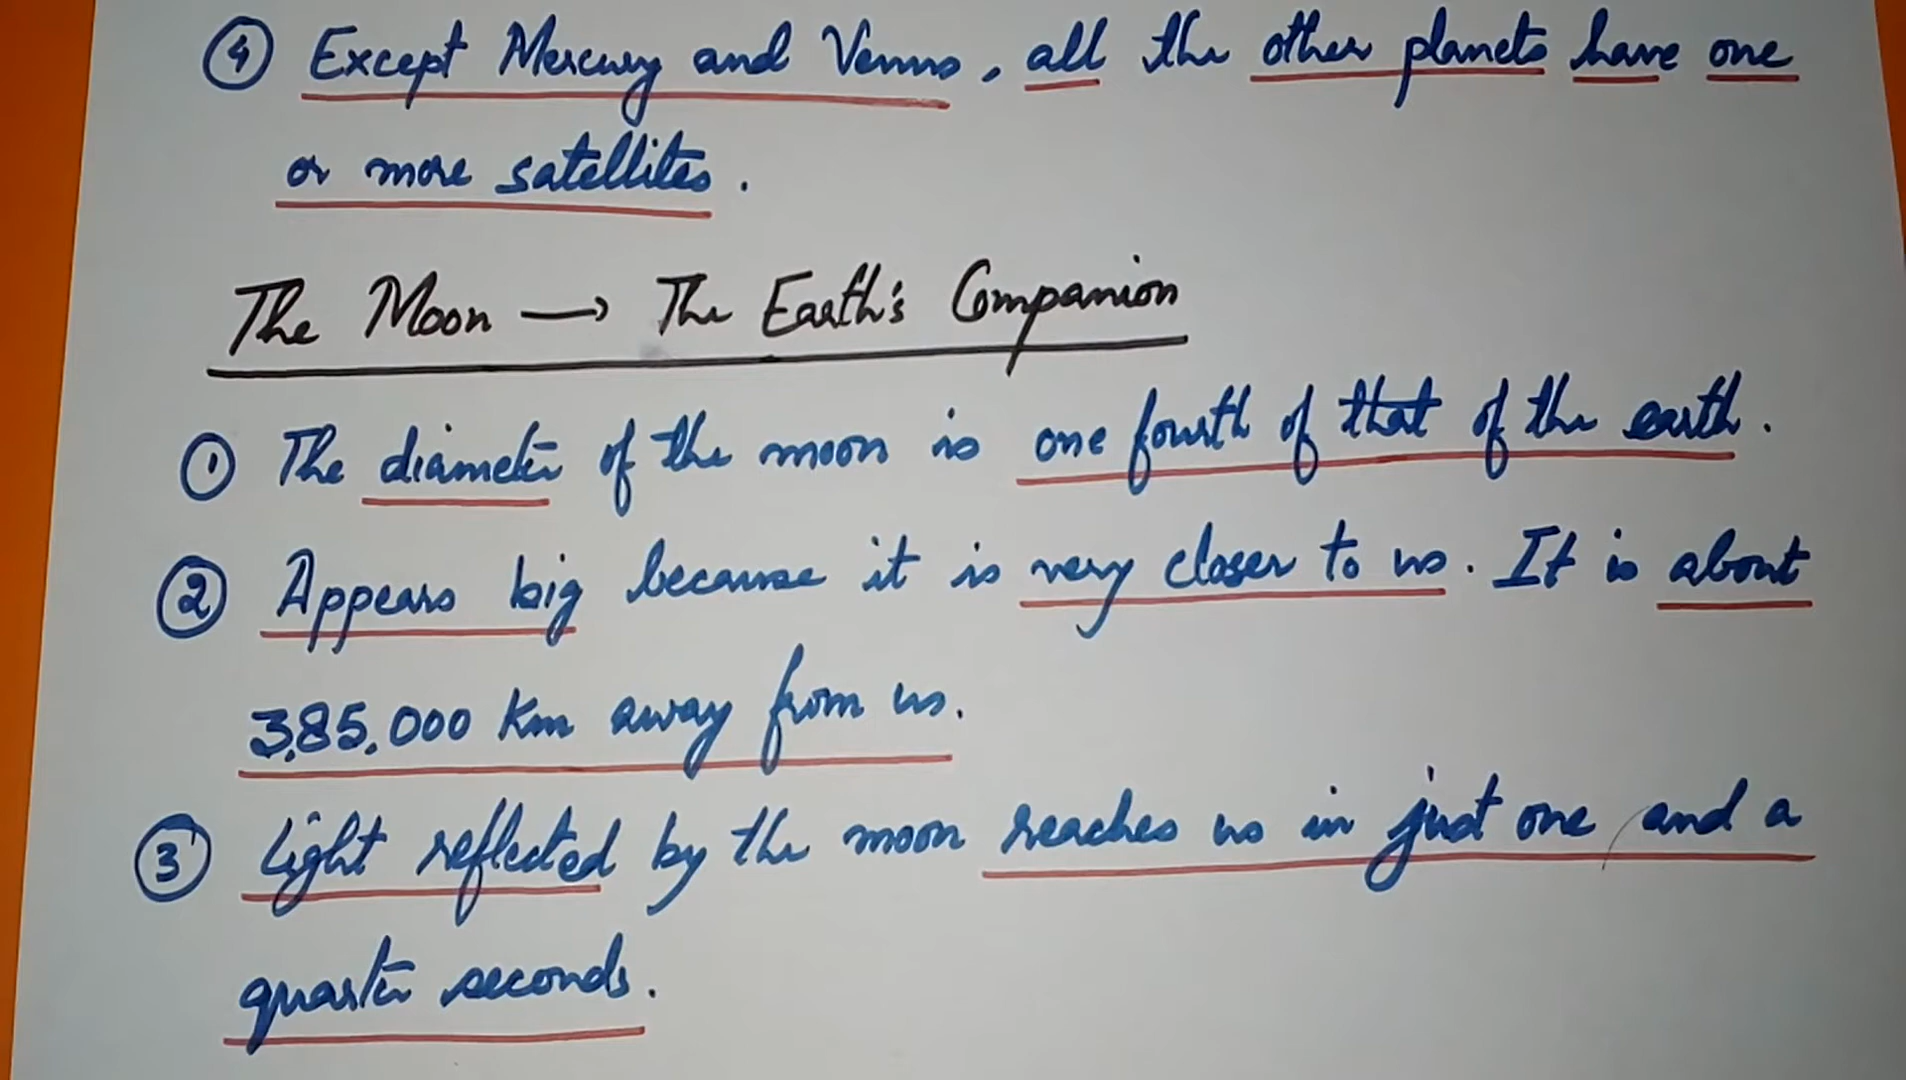 ④ Except Mercury and Venus, all the other planets have one
or more satellites.
The Moon → The Earth's Companion
① The diameter of the moon is one fourth of that of the earth.
② Appears big because it is very closer to us. It is about
3,85,000 Km away from us.
③ Light reflected by the moon reaches us in just one and a
quarter seconds.